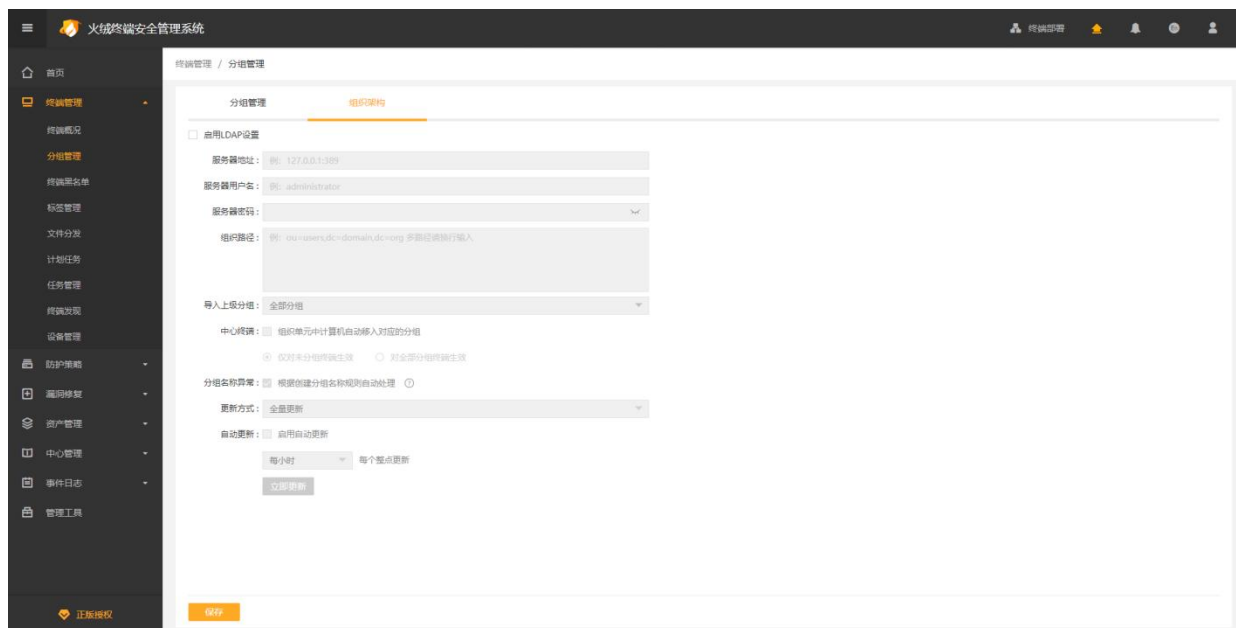 火绒终端安全管理系统
终端部署
首页
终端管理
终端概况
分组管理
终端黑名单
标签管理
文件分发
计划任务
任务管理
终端发现
设备管理
防护策略
漏洞修复
资产管理
中心管理
事件日志
管理工具
正版授权
终端管理 / 分组管理
分组管理 组织架构
启用LDAP设置
服务器地址： 例：127.0.0.1:389
服务器用户名： 例：administrator
服务器密码：
组织路径： 例：ou=users,dc=domain,dc=org 多路径请换行输入
导入上级分组： 全部分组
中心终端： 组织单元中计算机自动移入对应的分组
仅对未分组终端生效 对全部分组终端生效
分组名称异常： 根据创建分组名称规则自动处理
更新方式： 全量更新
自动更新： 启用自动更新
每小时 每个整点更新
立即更新
保存